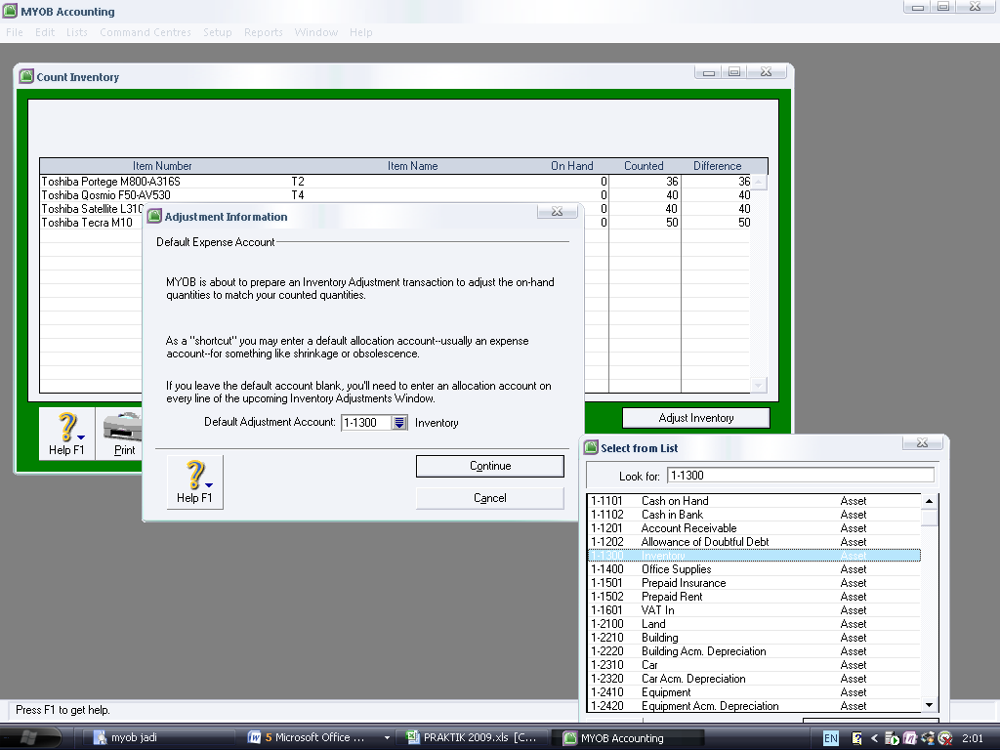 MYOB Accounting
File Edit Lists Command Centres Setup Reports Window Help
Count Inventory
Item Number Item Name On Hand Counted Difference
Toshiba Portege M800-A316S T2 0 36 36
Toshiba Qosmio F50-AV530 T4 0 40 40
Toshiba Satellite L310 0 40 40
Toshiba Tecra M10 0 50 50
Adjustment Information
Default Expense Account
MYOB is about to prepare an Inventory Adjustment transaction to adjust the on-hand
quantities to match your counted quantities.
As a "shortcut" you may enter a default allocation account--usually an expense
account--for something like shrinkage or obsolescence.
If you leave the default account blank, you'll need to enter an allocation account on
every line of the upcoming Inventory Adjustments Window.
Default Adjustment Account: 1-1300 Inventory
Continue
Cancel
Help F1
Help F1
Print
Adjust Inventory
Select from List
Look for: 1-1300
1-1101 Cash on Hand Asset
1-1102 Cash in Bank Asset
1-1201 Account Receivable Asset
1-1202 Allowance of Doubtful Debt Asset
1-1300 Inventory Asset
1-1400 Office Supplies Asset
1-1501 Prepaid Insurance Asset
1-1502 Prepaid Rent Asset
1-1601 VAT In Asset
1-2100 Land Asset
1-2210 Building Asset
1-2220 Building Acm. Depreciation Asset
1-2310 Car Asset
1-2320 Car Acm. Depreciation Asset
1-2410 Equipment Asset
1-2420 Equipment Acm. Depreciation Asset
Press F1 to get help.
myob jadi
5 Microsoft Office ...
PRAKTIK 2009.xls [C...
MYOB Accounting
EN
2:01